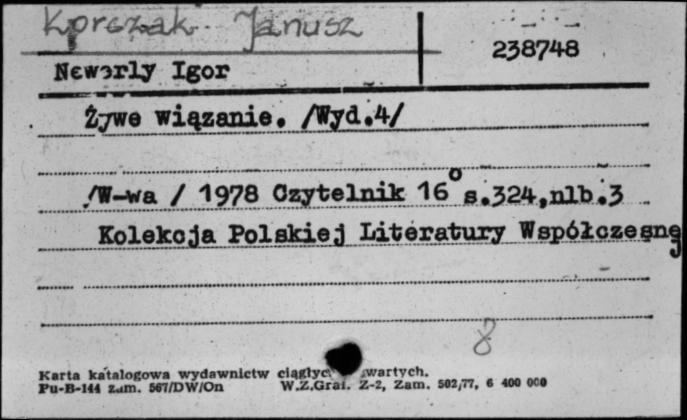 Korczak Janusz
238748
Newerly Igor
Żywe wiązanie. /Wyd.4/
/W-wa / 1978 Czytelnik 16° s.324,nlb.3
Kolekcja Polskiej Literatury Współczesnej
8
Karta katalogowa wydawnictw ciągłyc wartych.
Pu-B-144 zam. 567/DW/On W.Z.Graf. Z-2, Zam. 502/77, 6 400 000